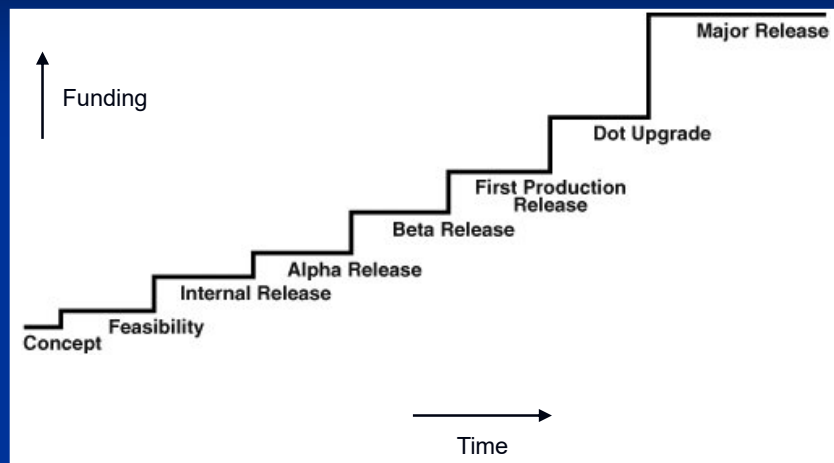 Major Release
Funding
Dot Upgrade
First Production
Release
Beta Release
Alpha Release
Internal Release
Feasibility
Concept
Time